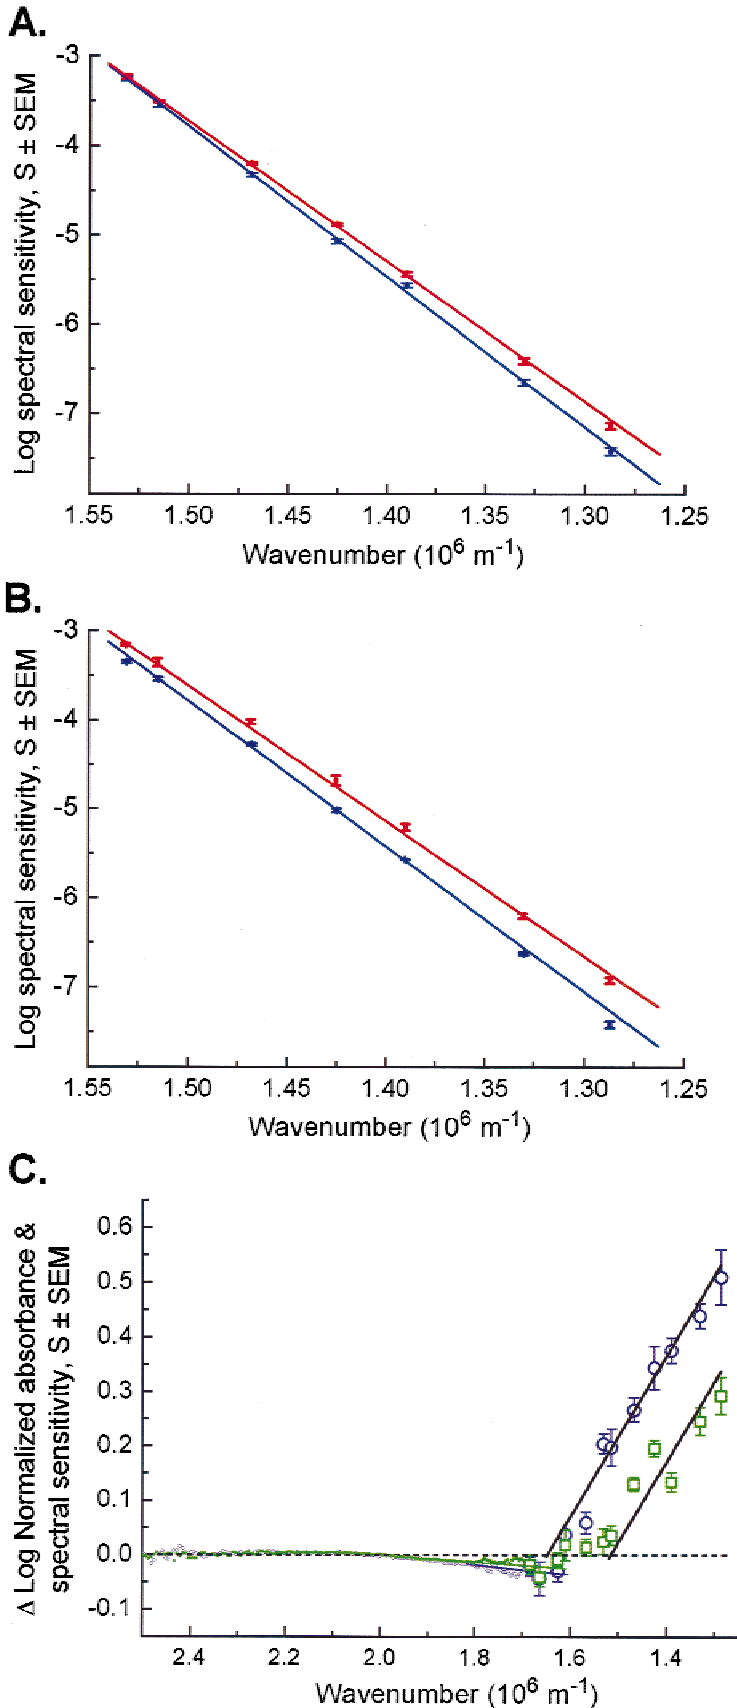 A.
Log spectral sensitivity, S ± SEM
-3
-4
-5
-6
-7
1.55 1.50 1.45 1.40 1.35 1.30 1.25
Wavenumber (10⁶ m⁻¹)
B.
Log spectral sensitivity, S ± SEM
-3
-4
-5
-6
-7
1.55 1.50 1.45 1.40 1.35 1.30 1.25
Wavenumber (10⁶ m⁻¹)
C.
Δ Log Normalized absorbance &
spectral sensitivity, S ± SEM
0.6
0.5
0.4
0.3
0.2
0.1
0.0
-0.1
2.4 2.2 2.0 1.8 1.6 1.4
Wavenumber (10⁶ m⁻¹)